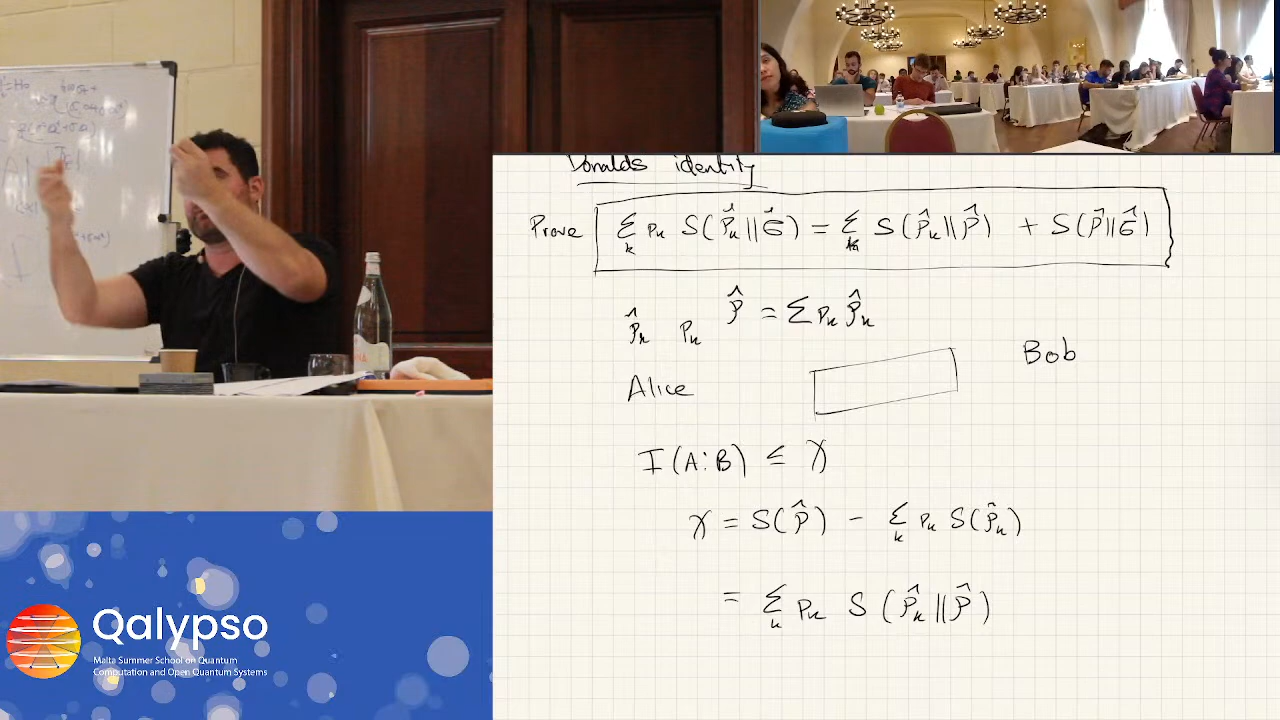 Donalds identity
Prove Σ_k p_k S(ρ̂_k||σ̂) = Σ_k S(ρ̂_k||ρ̂) + S(ρ̂||σ̂)
ρ̂_k p_k ρ̂ = Σ p_k ρ̂_k
Alice
Bob
I(A:B) ≤ χ
χ = S(ρ̂) - Σ_k p_k S(ρ̂_k)
= Σ_k p_k S(ρ̂_k||ρ̂)
Qalypso
Malta Summer School on Quantum
Computation and Open Quantum Systems